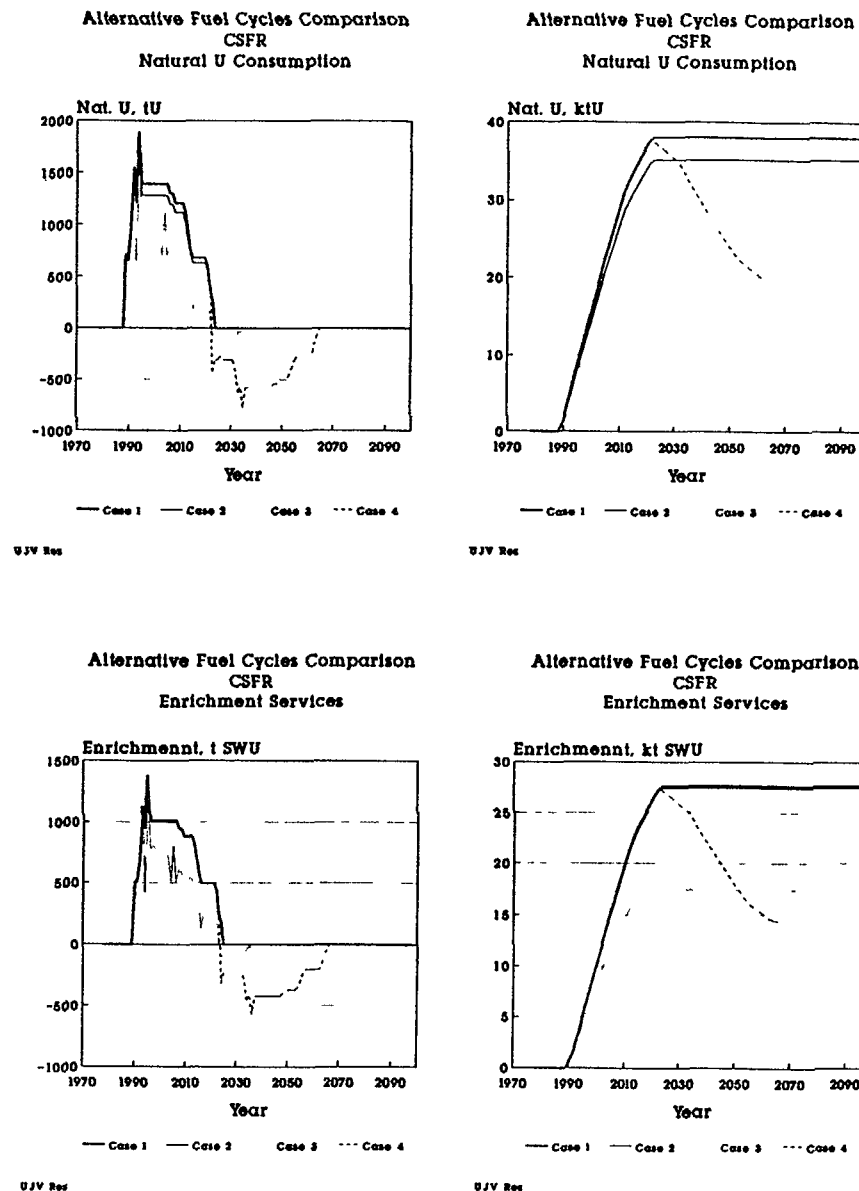 Alternative Fuel Cycles Comparison
CSFR
Natural U Consumption
Nat. U, tU
2000
1500
1000
500
0
-500
-1000
1970 1990 2010 2030 2050 2070 2090
Year
Case 1 Case 2 Case 3 Case 4
UJV Rez
Alternative Fuel Cycles Comparison
CSFR
Natural U Consumption
Nat. U, ktU
40
30
20
10
0
1970 1990 2010 2030 2050 2070 2090
Year
Case 1 Case 2 Case 3 Case 4
UJV Rez
Alternative Fuel Cycles Comparison
CSFR
Enrichment Services
Enrichmennt, t SWU
1500
1000
500
0
-500
-1000
1970 1990 2010 2030 2050 2070 2090
Year
Case 1 Case 2 Case 3 Case 4
UJV Rez
Alternative Fuel Cycles Comparison
CSFR
Enrichment Services
Enrichmennt, kt SWU
30
25
20
15
10
5
0
1970 1990 2010 2030 2050 2070 2090
Year
Case 1 Case 2 Case 3 Case 4
UJV Rez